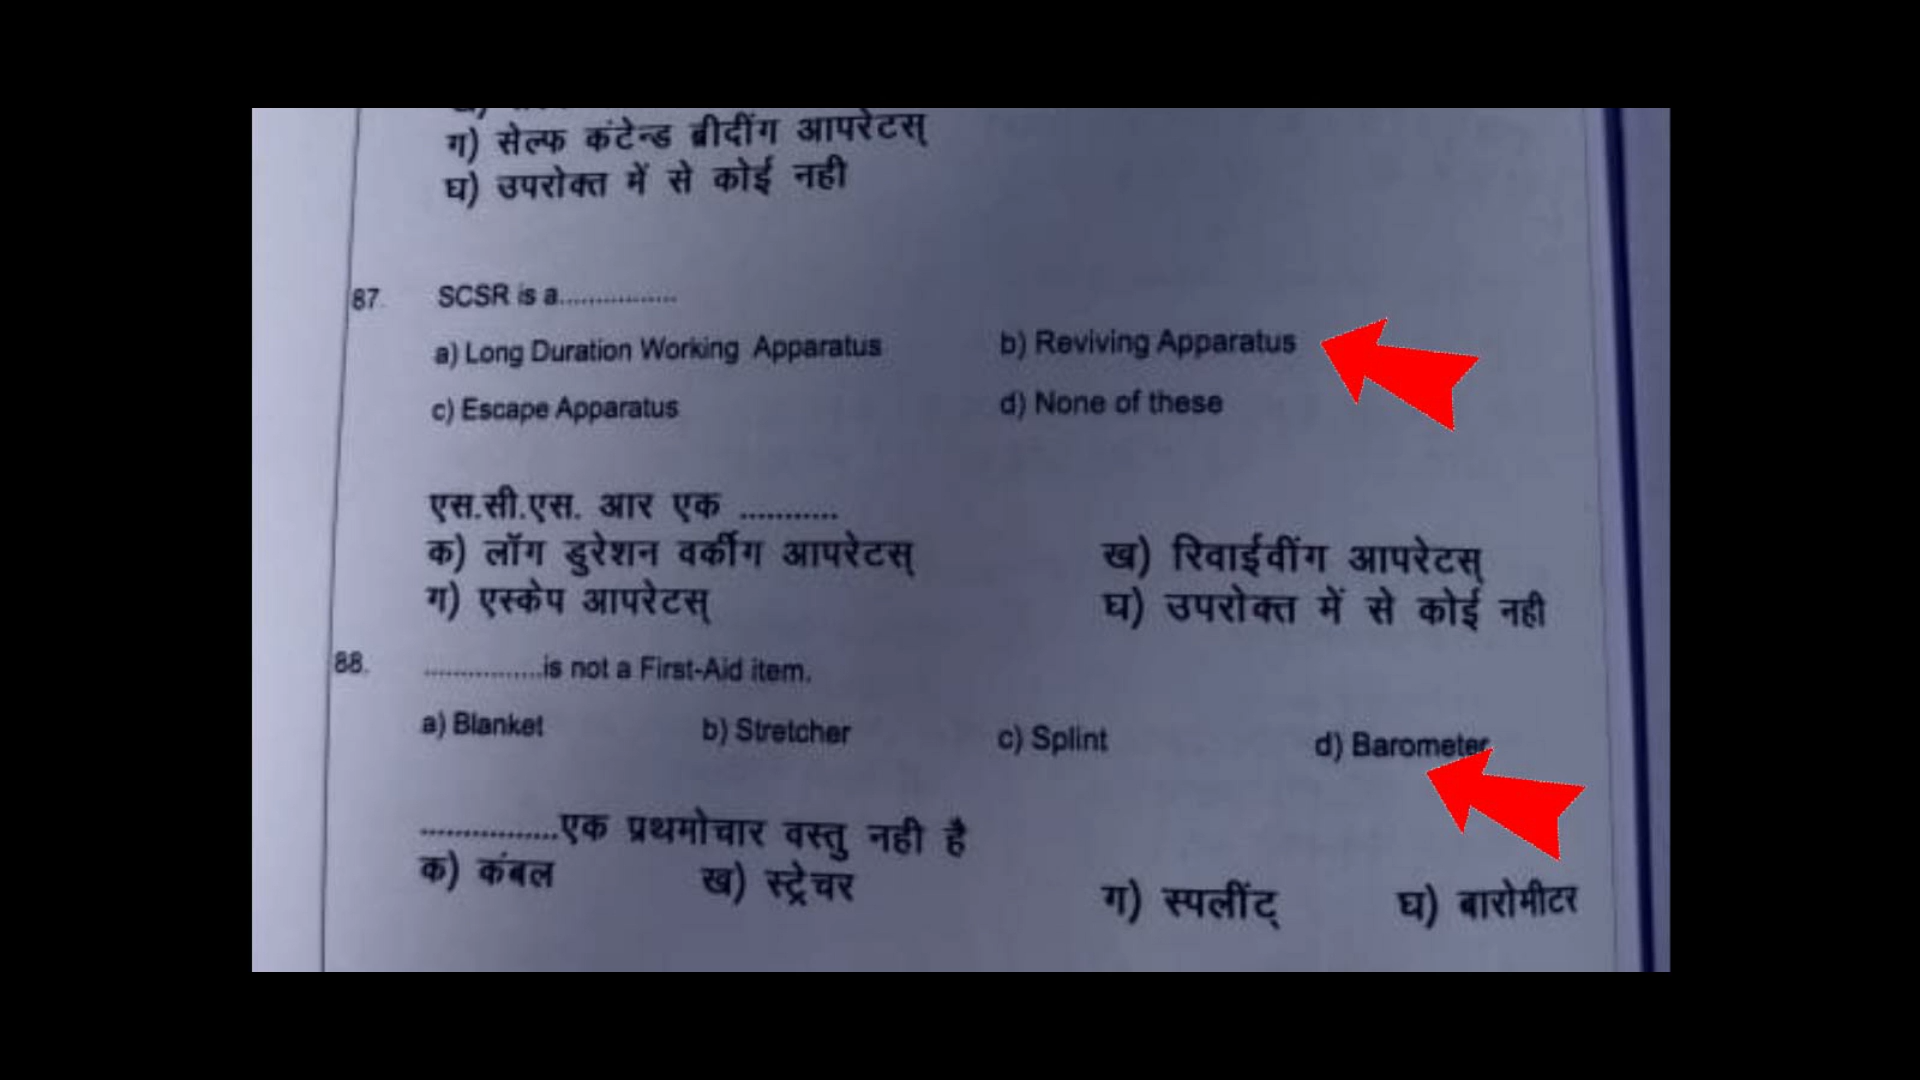 ग) सेल्फ कंटेन्ड ब्रीदींग आपरेटस्
घ) उपरोक्त में से कोई नही
87. SCSR is a................
a) Long Duration Working Apparatus b) Reviving Apparatus
c) Escape Apparatus d) None of these
एस.सी.एस. आर एक ...........
क) लॉग डुरेशन वर्कीग आपरेटस् ख) रिवाईवींग आपरेटस्
ग) एस्केप आपरेटस् घ) उपरोक्त में से कोई नही
88. ................is not a First-Aid item.
a) Blanket b) Stretcher c) Splint d) Barometer
................एक प्रथमोचार वस्तु नही है
क) कंबल ख) स्ट्रेचर ग) स्पलींट् घ) बारोमीटर